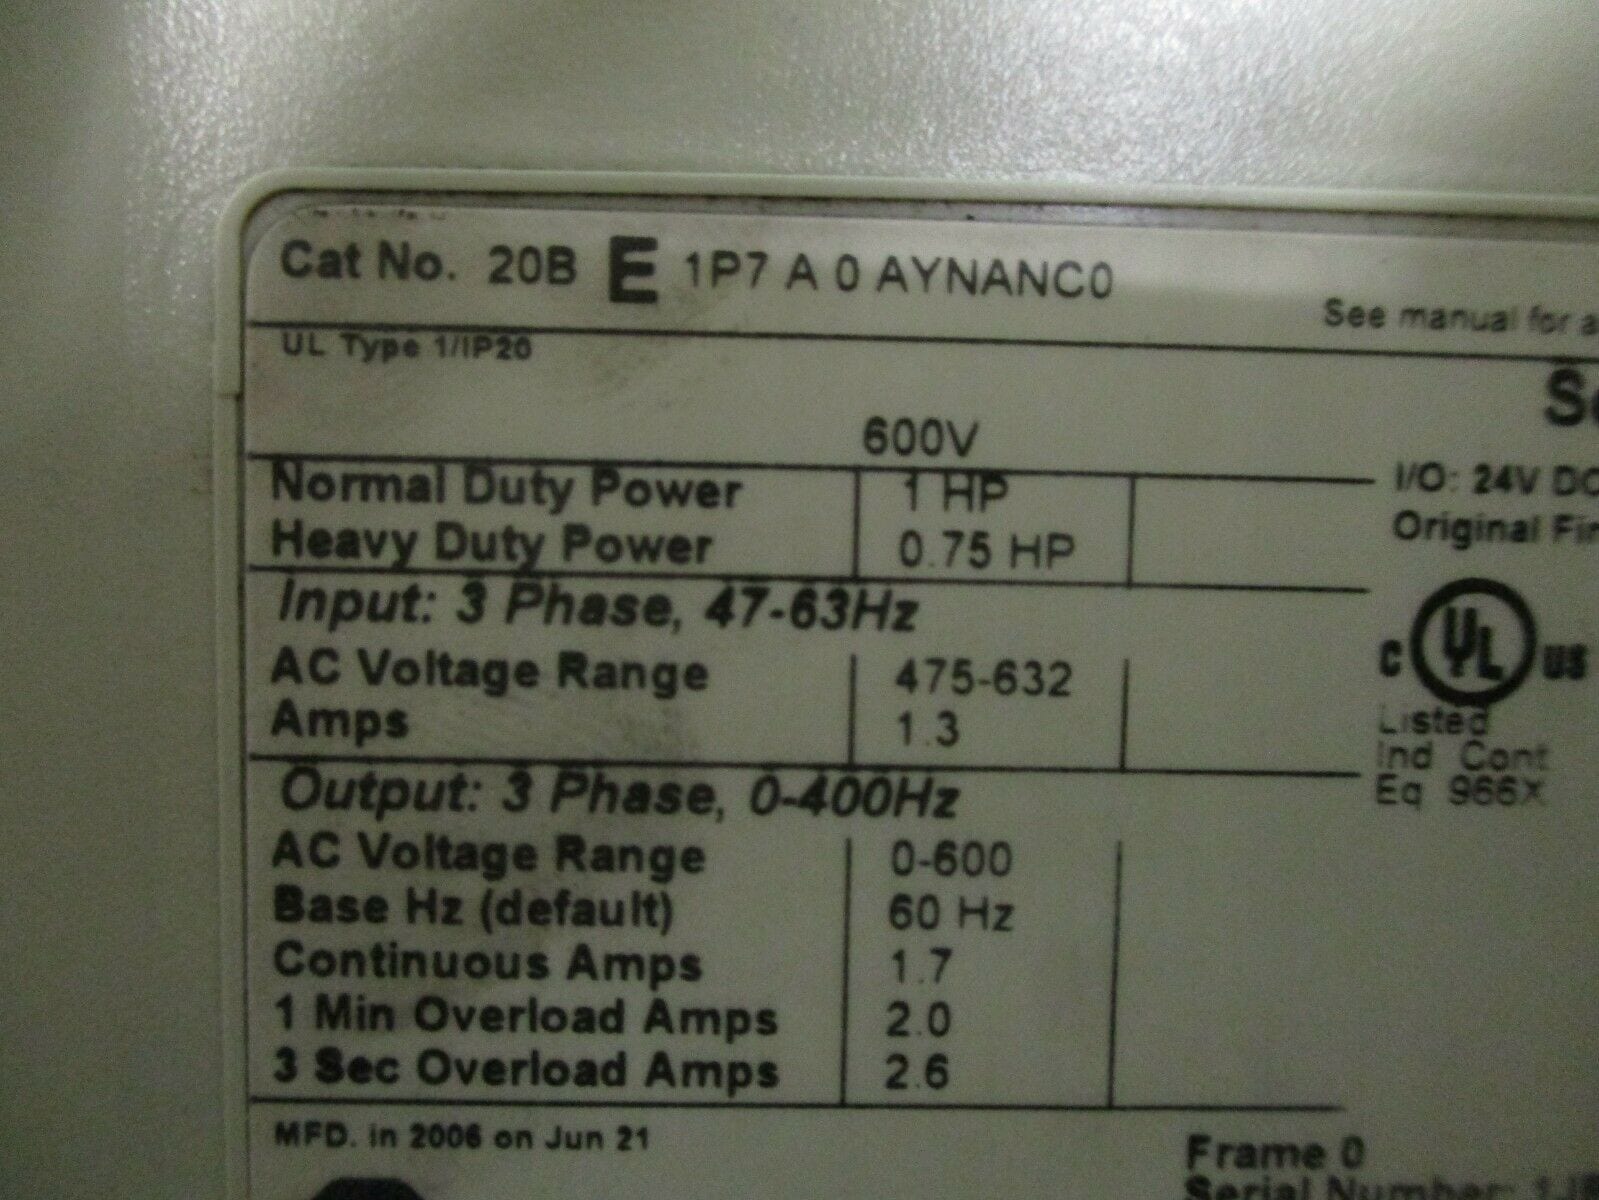 Cat No. 20B E 1P7 A 0 AYNANC0
See manual for
UL Type 1/IP20
600V
Normal Duty Power 1 HP
Heavy Duty Power 0.75 HP
I/O: 24V DC
Original
Input: 3 Phase, 47-63Hz
AC Voltage Range 475-632
Amps 1.3
C UL US
Listed
Ind Cont
Eq 966X
Output: 3 Phase, 0-400Hz
AC Voltage Range 0-600
Base Hz (default) 60 Hz
Continuous Amps 1.7
1 Min Overload Amps 2.0
3 Sec Overload Amps 2.6
MFD. in 2006 on Jun 21
Frame 0
Serial Number: